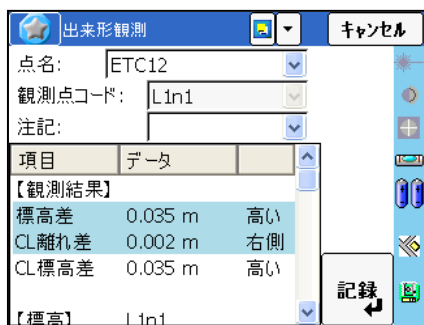 出来形観測 キャンセル
点名: ETC12
観測点コード: L1n1
注記:
項目 データ
【観測結果】
標高差 0.035 m 高い
CL離れ差 0.002 m 右側
CL標高差 0.035 m 高い
記録
【標高】 L1n1